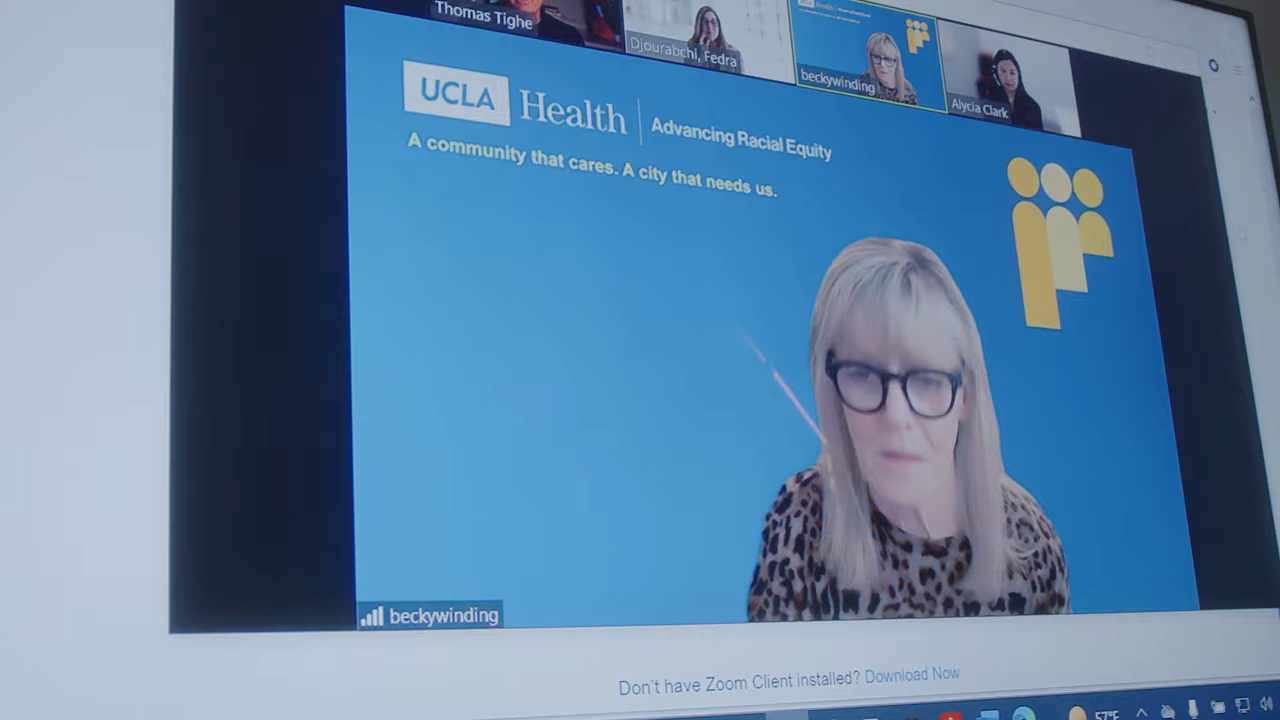 Thomas Tighe
Djourabchi, Fedra
beckywinding
Alycia Clark
UCLA Health | Advancing Racial Equity
A community that cares. A city that needs us.
beckywinding
Don't have Zoom Client installed? Download Now
57°F